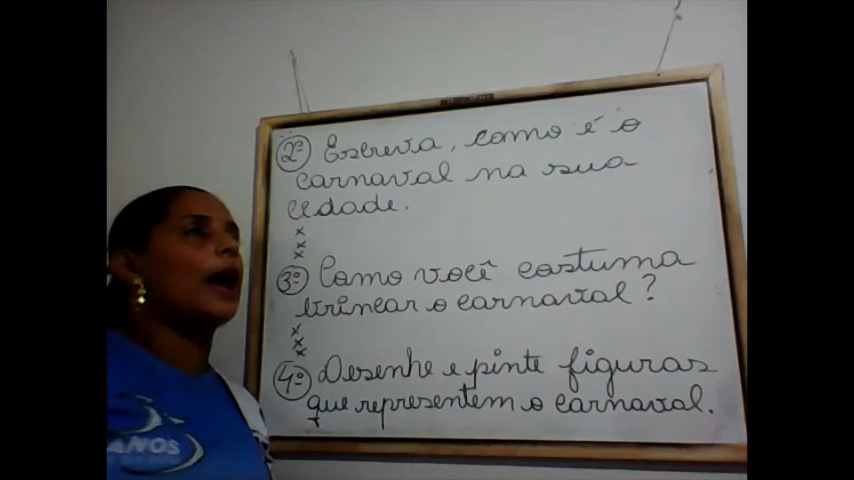 2º Escreva, como é o
carnaval na sua
cidade.
x
x
x
3º Como você costuma
brincar o carnaval?
x
x
x
4º Desenhe e pinte figuras
que representem o carnaval.
ANOS